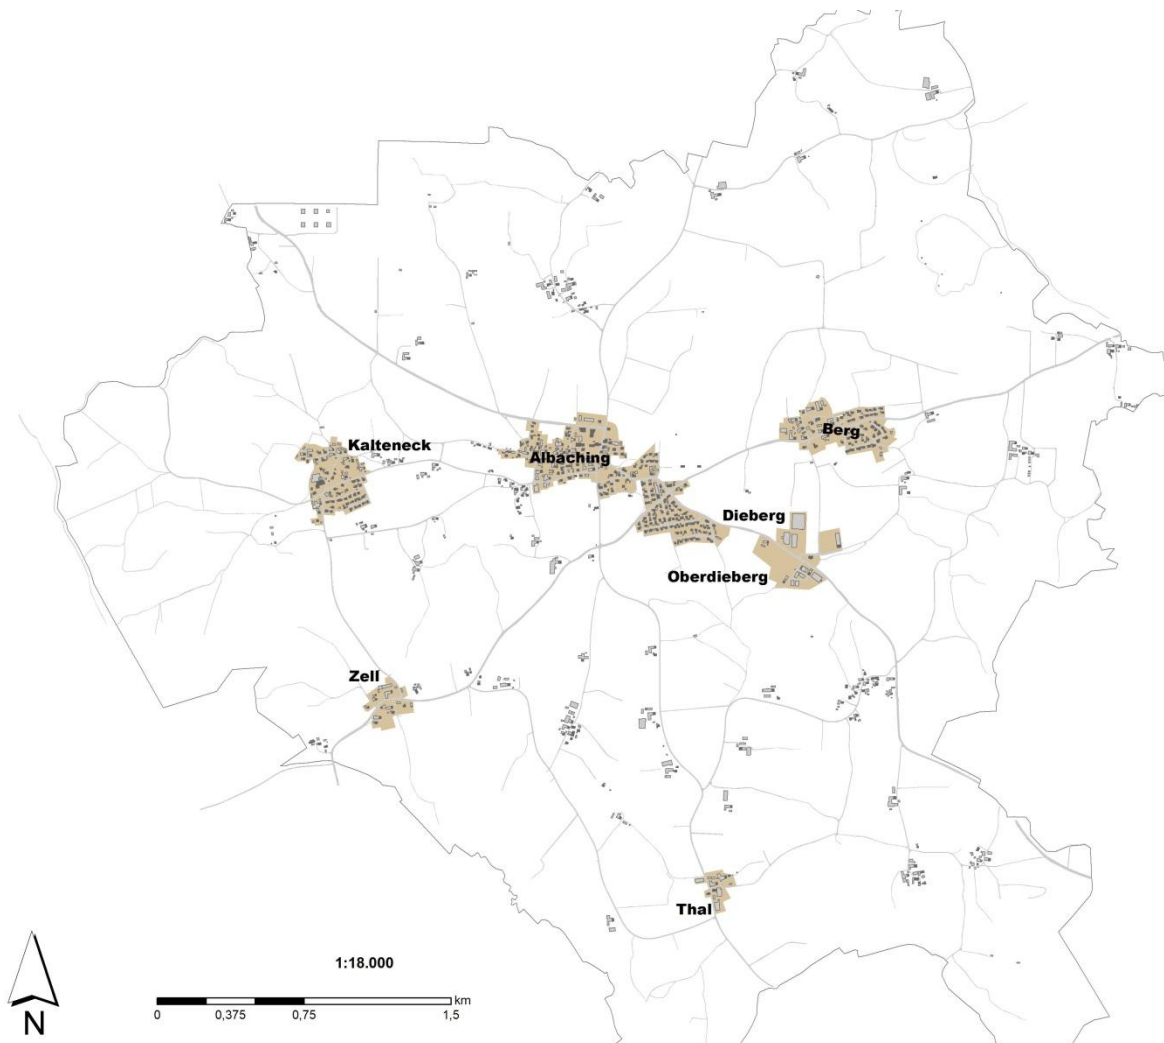 Berg
Kalteneck
Albaching
Dieberg
Oberdieberg
Zell
Thal
1:18.000
km
0 0,375 0,75 1,5
N